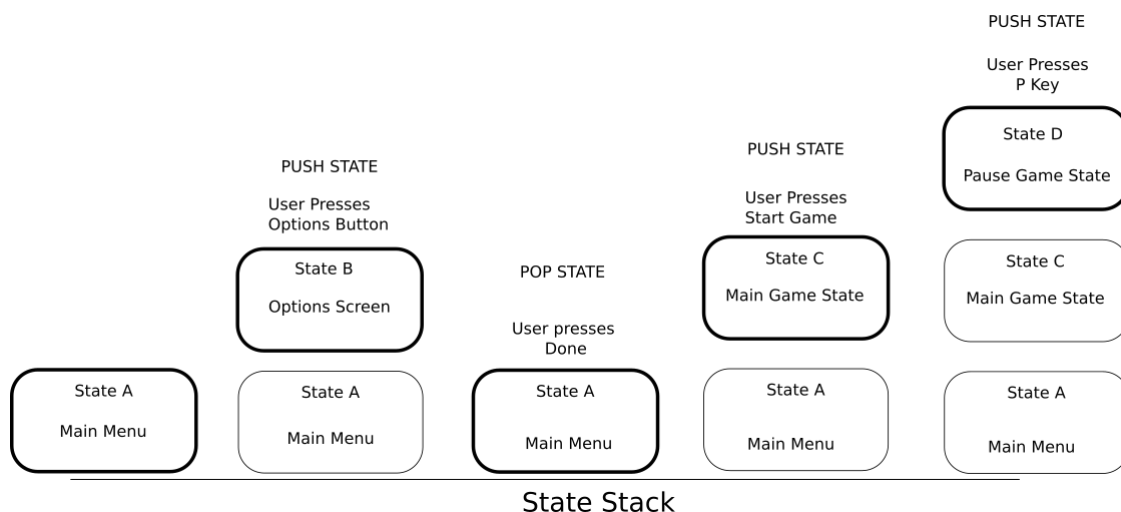 State A
Main Menu
PUSH STATE
User Presses
Options Button
State B
Options Screen
State A
Main Menu
POP STATE
User presses
Done
State A
Main Menu
PUSH STATE
User Presses
Start Game
State C
Main Game State
State A
Main Menu
PUSH STATE
User Presses
P Key
State D
Pause Game State
State C
Main Game State
State A
Main Menu
State Stack